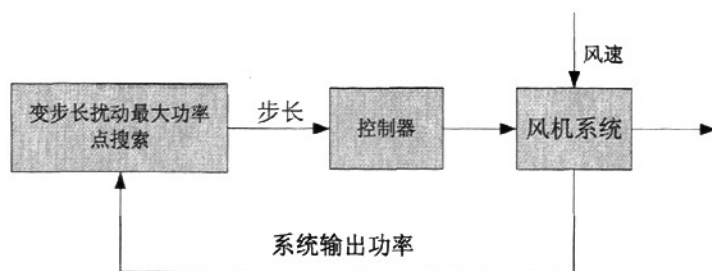 风速
变步长扰动最大功率
点搜索
步长
控制器
风机系统
系统输出功率